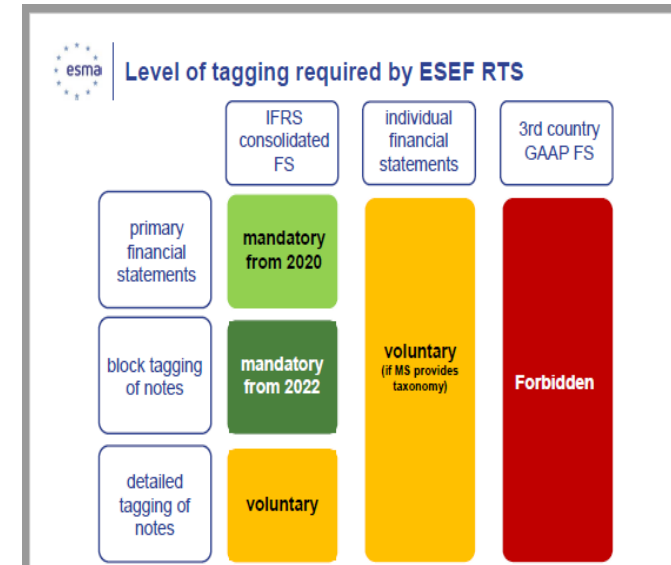 esma
Level of tagging required by ESEF RTS
IFRS
consolidated
FS
individual
financial
statements
3rd country
GAAP FS
primary
financial
statements
mandatory
from 2020
block tagging
of notes
mandatory
from 2022
voluntary
(if MS provides
taxonomy)
Forbidden
detailed
tagging of
notes
voluntary